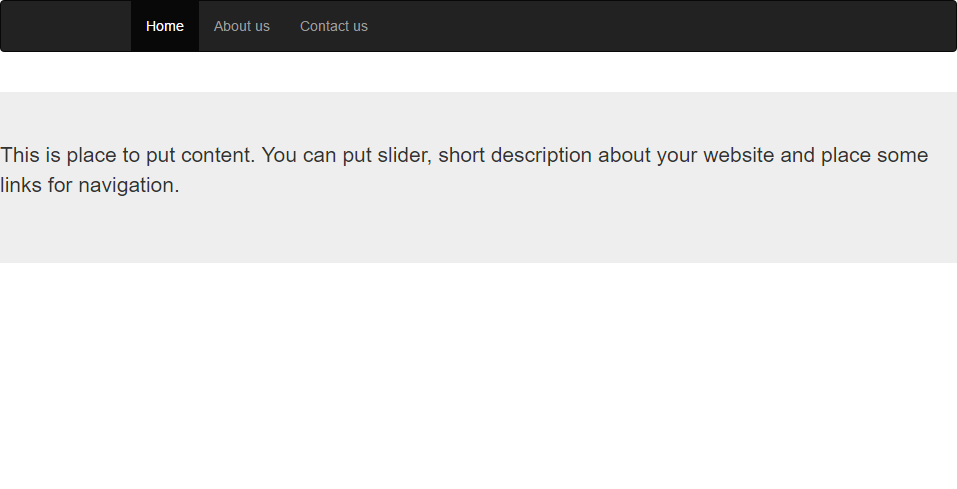 Home About us Contact us
This is place to put content. You can put slider, short description about your website and place some
links for navigation.